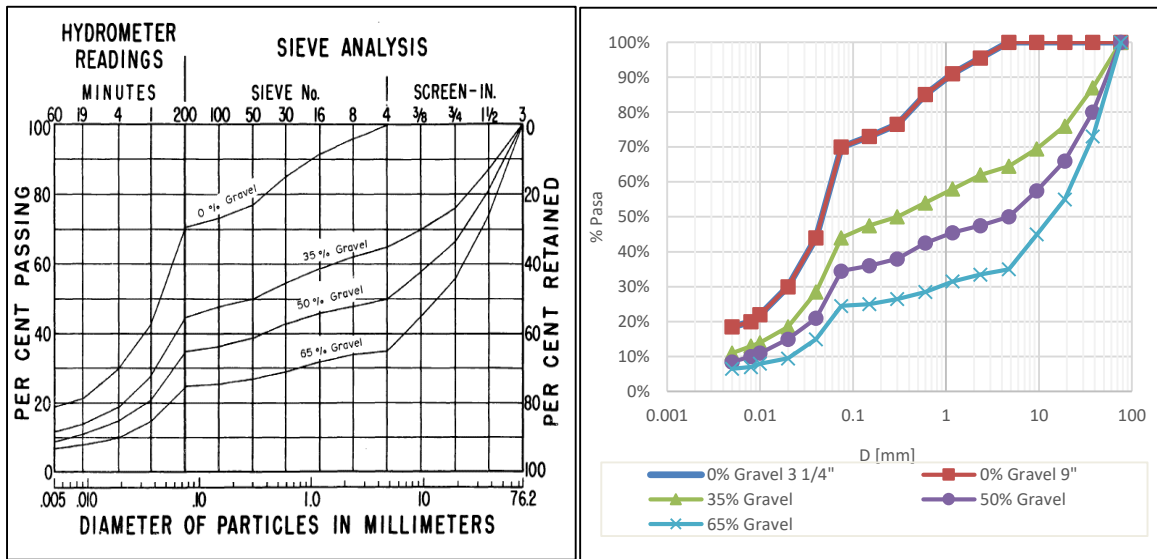 HYDROMETER
READINGS
SIEVE ANALYSIS
MINUTES
SIEVE No.
SCREEN-IN.
60 19 4 1 200 100 50 30 16 8 4 3/8 3/4 1 1/2 3
100
80
60
40
20
0
PER CENT PASSING
0 % Gravel
35 % Gravel
50 % Gravel
65 % Gravel
0
20
40
60
80
100
PER CENT RETAINED
.005 .010 .10 1.0 10 76.2
DIAMETER OF PARTICLES IN MILLIMETERS
100%
90%
80%
70%
60%
50%
40%
30%
20%
10%
0%
% Pasa
0.001 0.01 0.1 1 10 100
D [mm]
0% Gravel 3 1/4" 0% Gravel 9"
35% Gravel 50% Gravel
65% Gravel